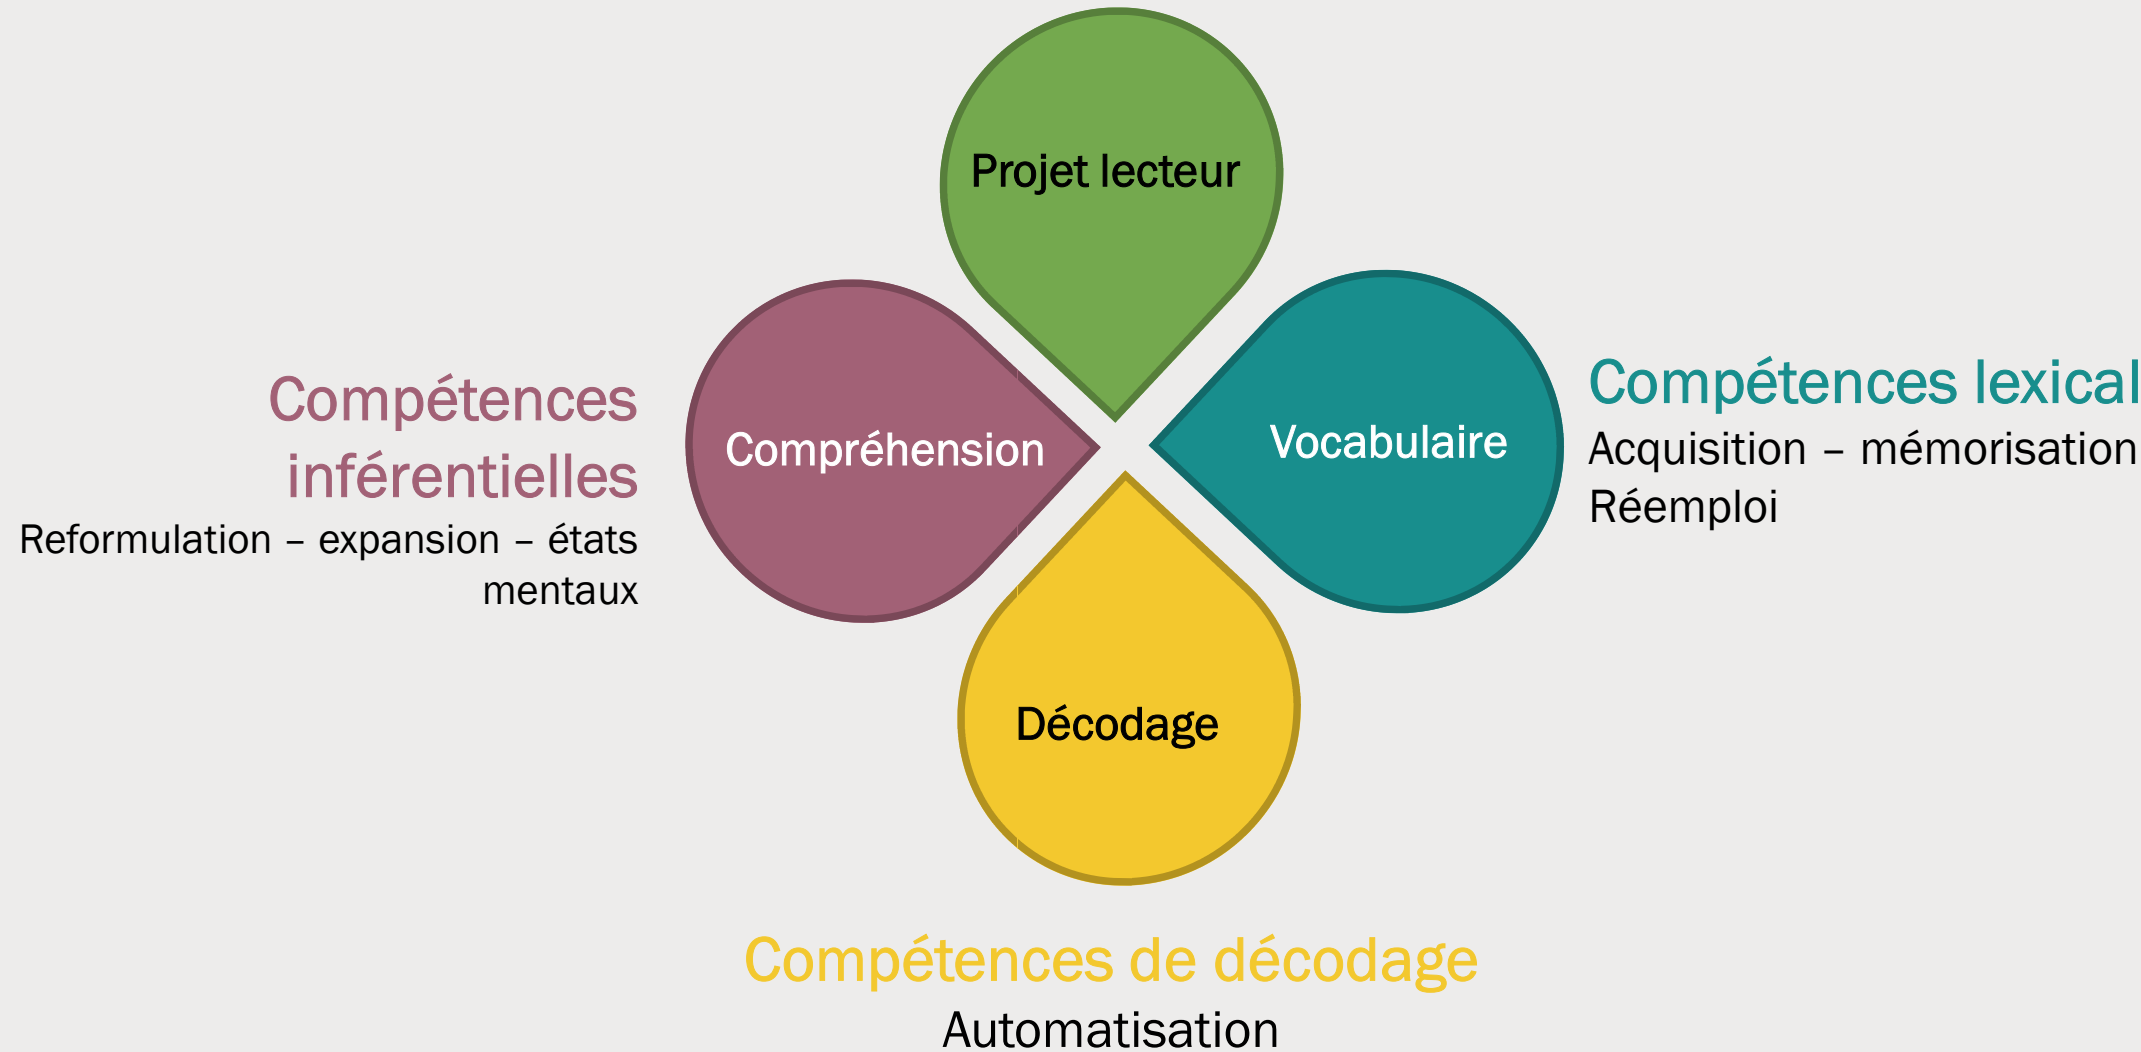 Projet lecteur
Compétences
inférentielles
Reformulation – expansion – états
mentaux
Compréhension
Vocabulaire
Compétences lexical
Acquisition – mémorisation
Réemploi
Décodage
Compétences de décodage
Automatisation